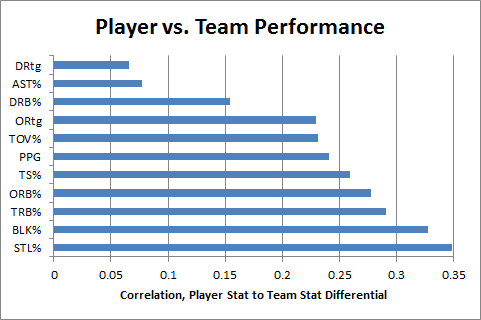 Player vs. Team Performance
DRtg
AST%
DRB%
ORtg
TOV%
PPG
TS%
ORB%
TRB%
BLK%
STL%
0 0.05 0.1 0.15 0.2 0.25 0.3 0.35
Correlation, Player Stat to Team Stat Differential